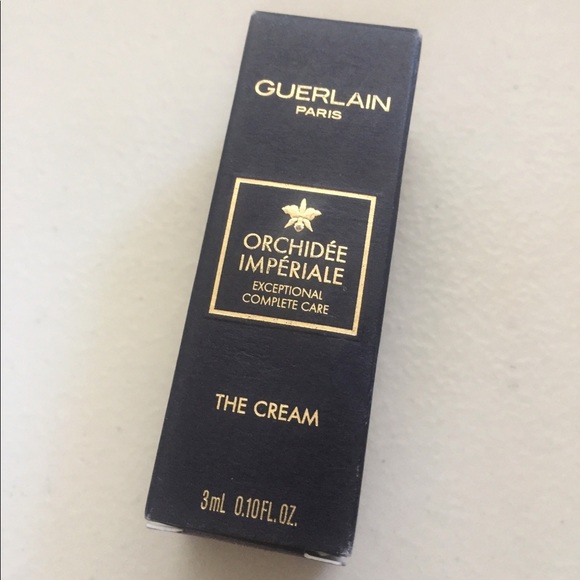 GUERLAIN
PARIS
ORCHIDÉE
IMPÉRIALE
EXCEPTIONAL
COMPLETE CARE
THE CREAM
3mL 0.10FL.OZ.